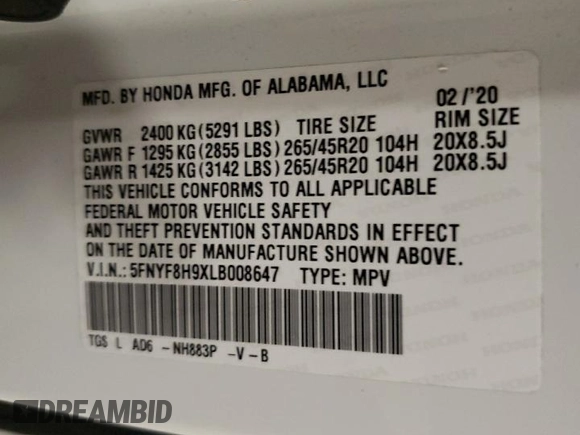 MFD. BY HONDA MFG. OF ALABAMA, LLC 02/'20
GVWR 2400 KG(5291 LBS) TIRE SIZE RIM SIZE
GAWR F 1295 KG(2855 LBS)265/45R20 104H 20X8.5J
GAWR R 1425 KG(3142 LBS)265/45R20 104H 20X8.5J
THIS VEHICLE CONFORMS TO ALL APPLICABLE
FEDERAL MOTOR VEHICLE SAFETY
AND THEFT PREVENTION STANDARDS IN EFFECT
ON THE DATE OF MANUFACTURE SHOWN ABOVE.
V.I.N.: 5FNYF8H9XLB008647 TYPE: MPV
TGS L AD6 -NH883P -V-B
DREAMBID